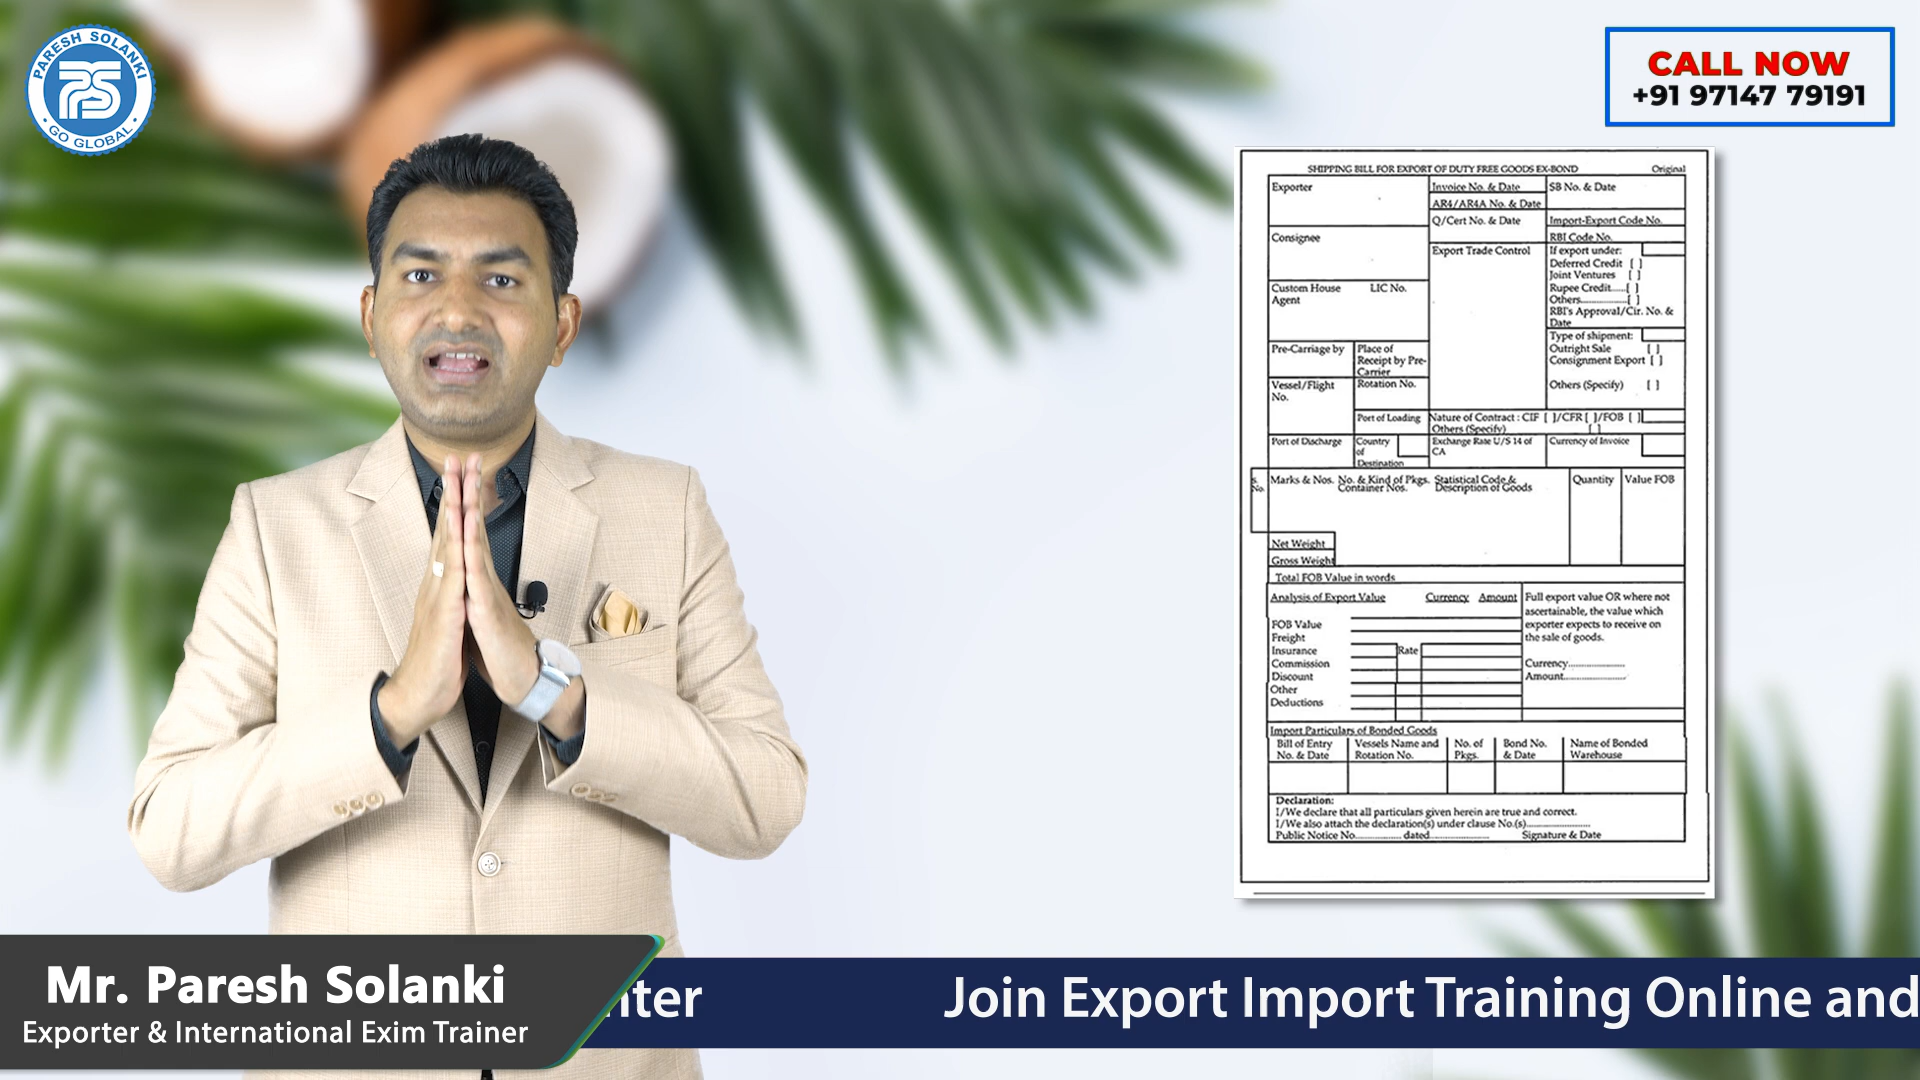 PARESH SOLANKI
GO GLOBAL
CALL NOW
+91 97147 79191
SHIPPING BILL FOR EXPORT OF DUTY FREE GOODS EX-BOND
Original
Exporter
Invoice No. & Date
SB No. & Date
AR4/AR4A No. & Date
Q/Cert No. & Date
Import-Export Code No.
Consignee
RBI Code No.
Export Trade Control
If export under:
Deferred Credit [ ]
Joint Ventures [ ]
Custom House LIC No.
Agent
Rupee Credit......[ ]
Others..............[ ]
RBI's Approval/Cir. No. &
Date
Type of shipment:
Pre-Carriage by
Place of
Receipt by Pre-
Carrier
Outright Sale [ ]
Consignment Export [ ]
Vessel/Flight
No.
Rotation No.
Others (Specify) [ ]
Port of Loading
Nature of Contract : CIF [ ]/CFR [ ]/FOB [ ]
Others (Specify) [ ]
Port of Discharge
Country
of
Destination
Exchange Rate U/S 14 of
CA
Currency of Invoice
S.
No.
Marks & Nos. No. & Kind of Pkgs. Statistical Code &
Container Nos. Description of Goods
Quantity
Value FOB
Net Weight
Gross Weight
Total FOB Value in words
Analysis of Export Value Currency Amount
Full export value OR where not
ascertainable, the value which
exporter expects to receive on
the sale of goods.
FOB Value
Freight
Insurance Rate
Commission
Discount
Other
Deductions
Currency....................
Amount.....................
Import Particulars of Bonded Goods
Bill of Entry
No. & Date
Vessels Name and
Rotation No.
No. of
Pkgs.
Bond No.
& Date
Name of Bonded
Warehouse
Declaration:
I/We declare that all particulars given herein are true and correct.
I/We also attach the declaration(s) under clause No.(s)......................
Public Notice No................ dated..................... Signature & Date
Mr. Paresh Solanki
Exporter & International Exim Trainer
nter
Join Export Import Training Online and